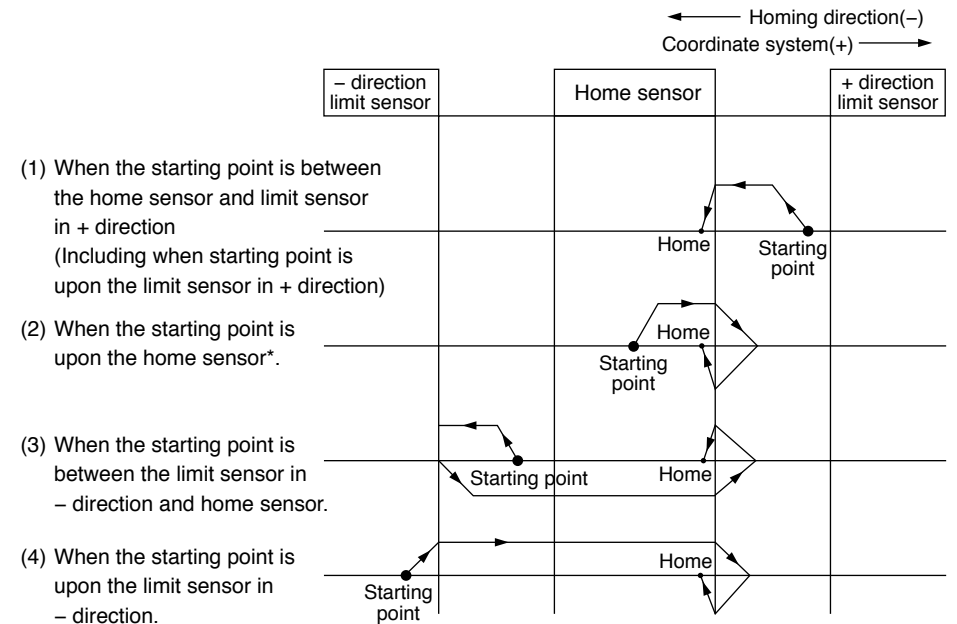 Homing direction(−)
Coordinate system(+)
− direction
limit sensor
Home sensor
+ direction
limit sensor
(1) When the starting point is between
the home sensor and limit sensor
in + direction
(Including when starting point is
upon the limit sensor in + direction)
Home
Starting
point
(2) When the starting point is
upon the home sensor*.
Home
Starting
point
(3) When the starting point is
between the limit sensor in
− direction and home sensor.
Starting point
Home
(4) When the starting point is
upon the limit sensor in
− direction.
Starting
point
Home